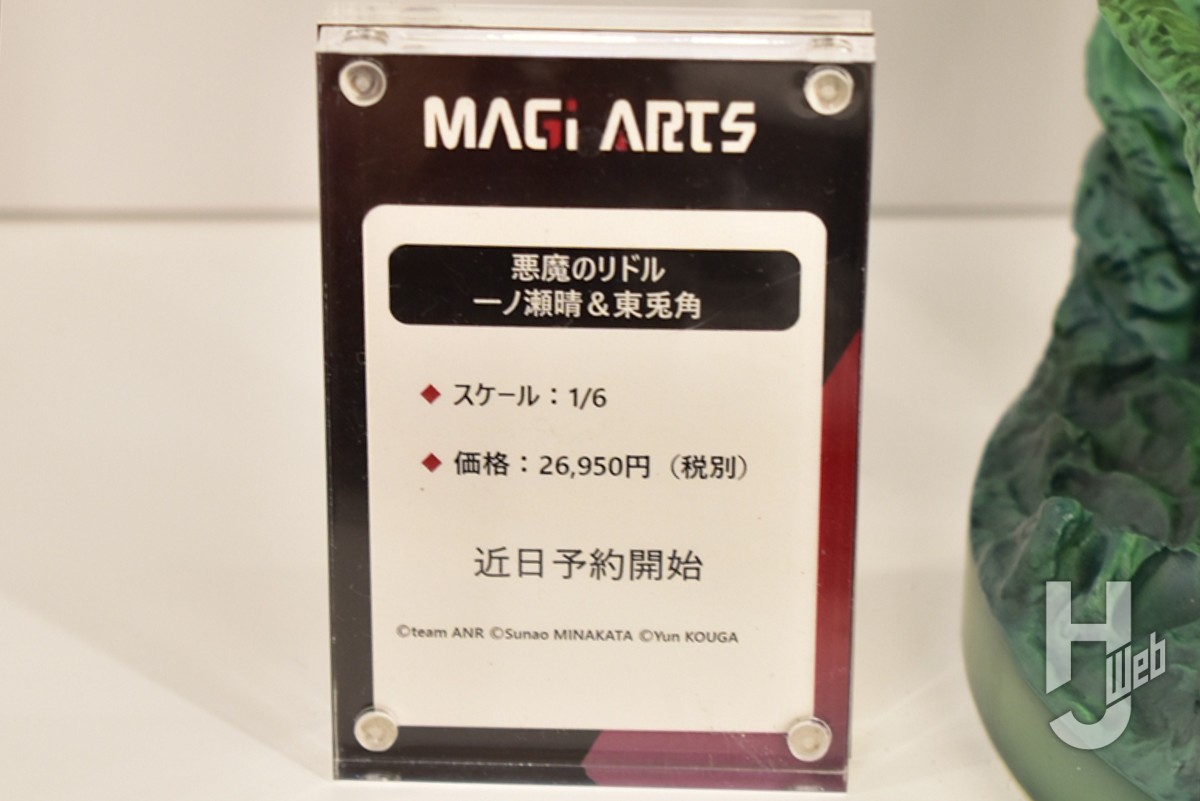 MAGi ARTS
悪魔のリドル
一ノ瀬晴＆東兎角
◆ スケール：1/6
◆ 価格：26,950円（税別）
近日予約開始
©team ANR ©Sunao MINAKATA ©Yun KOUGA
HJ Web